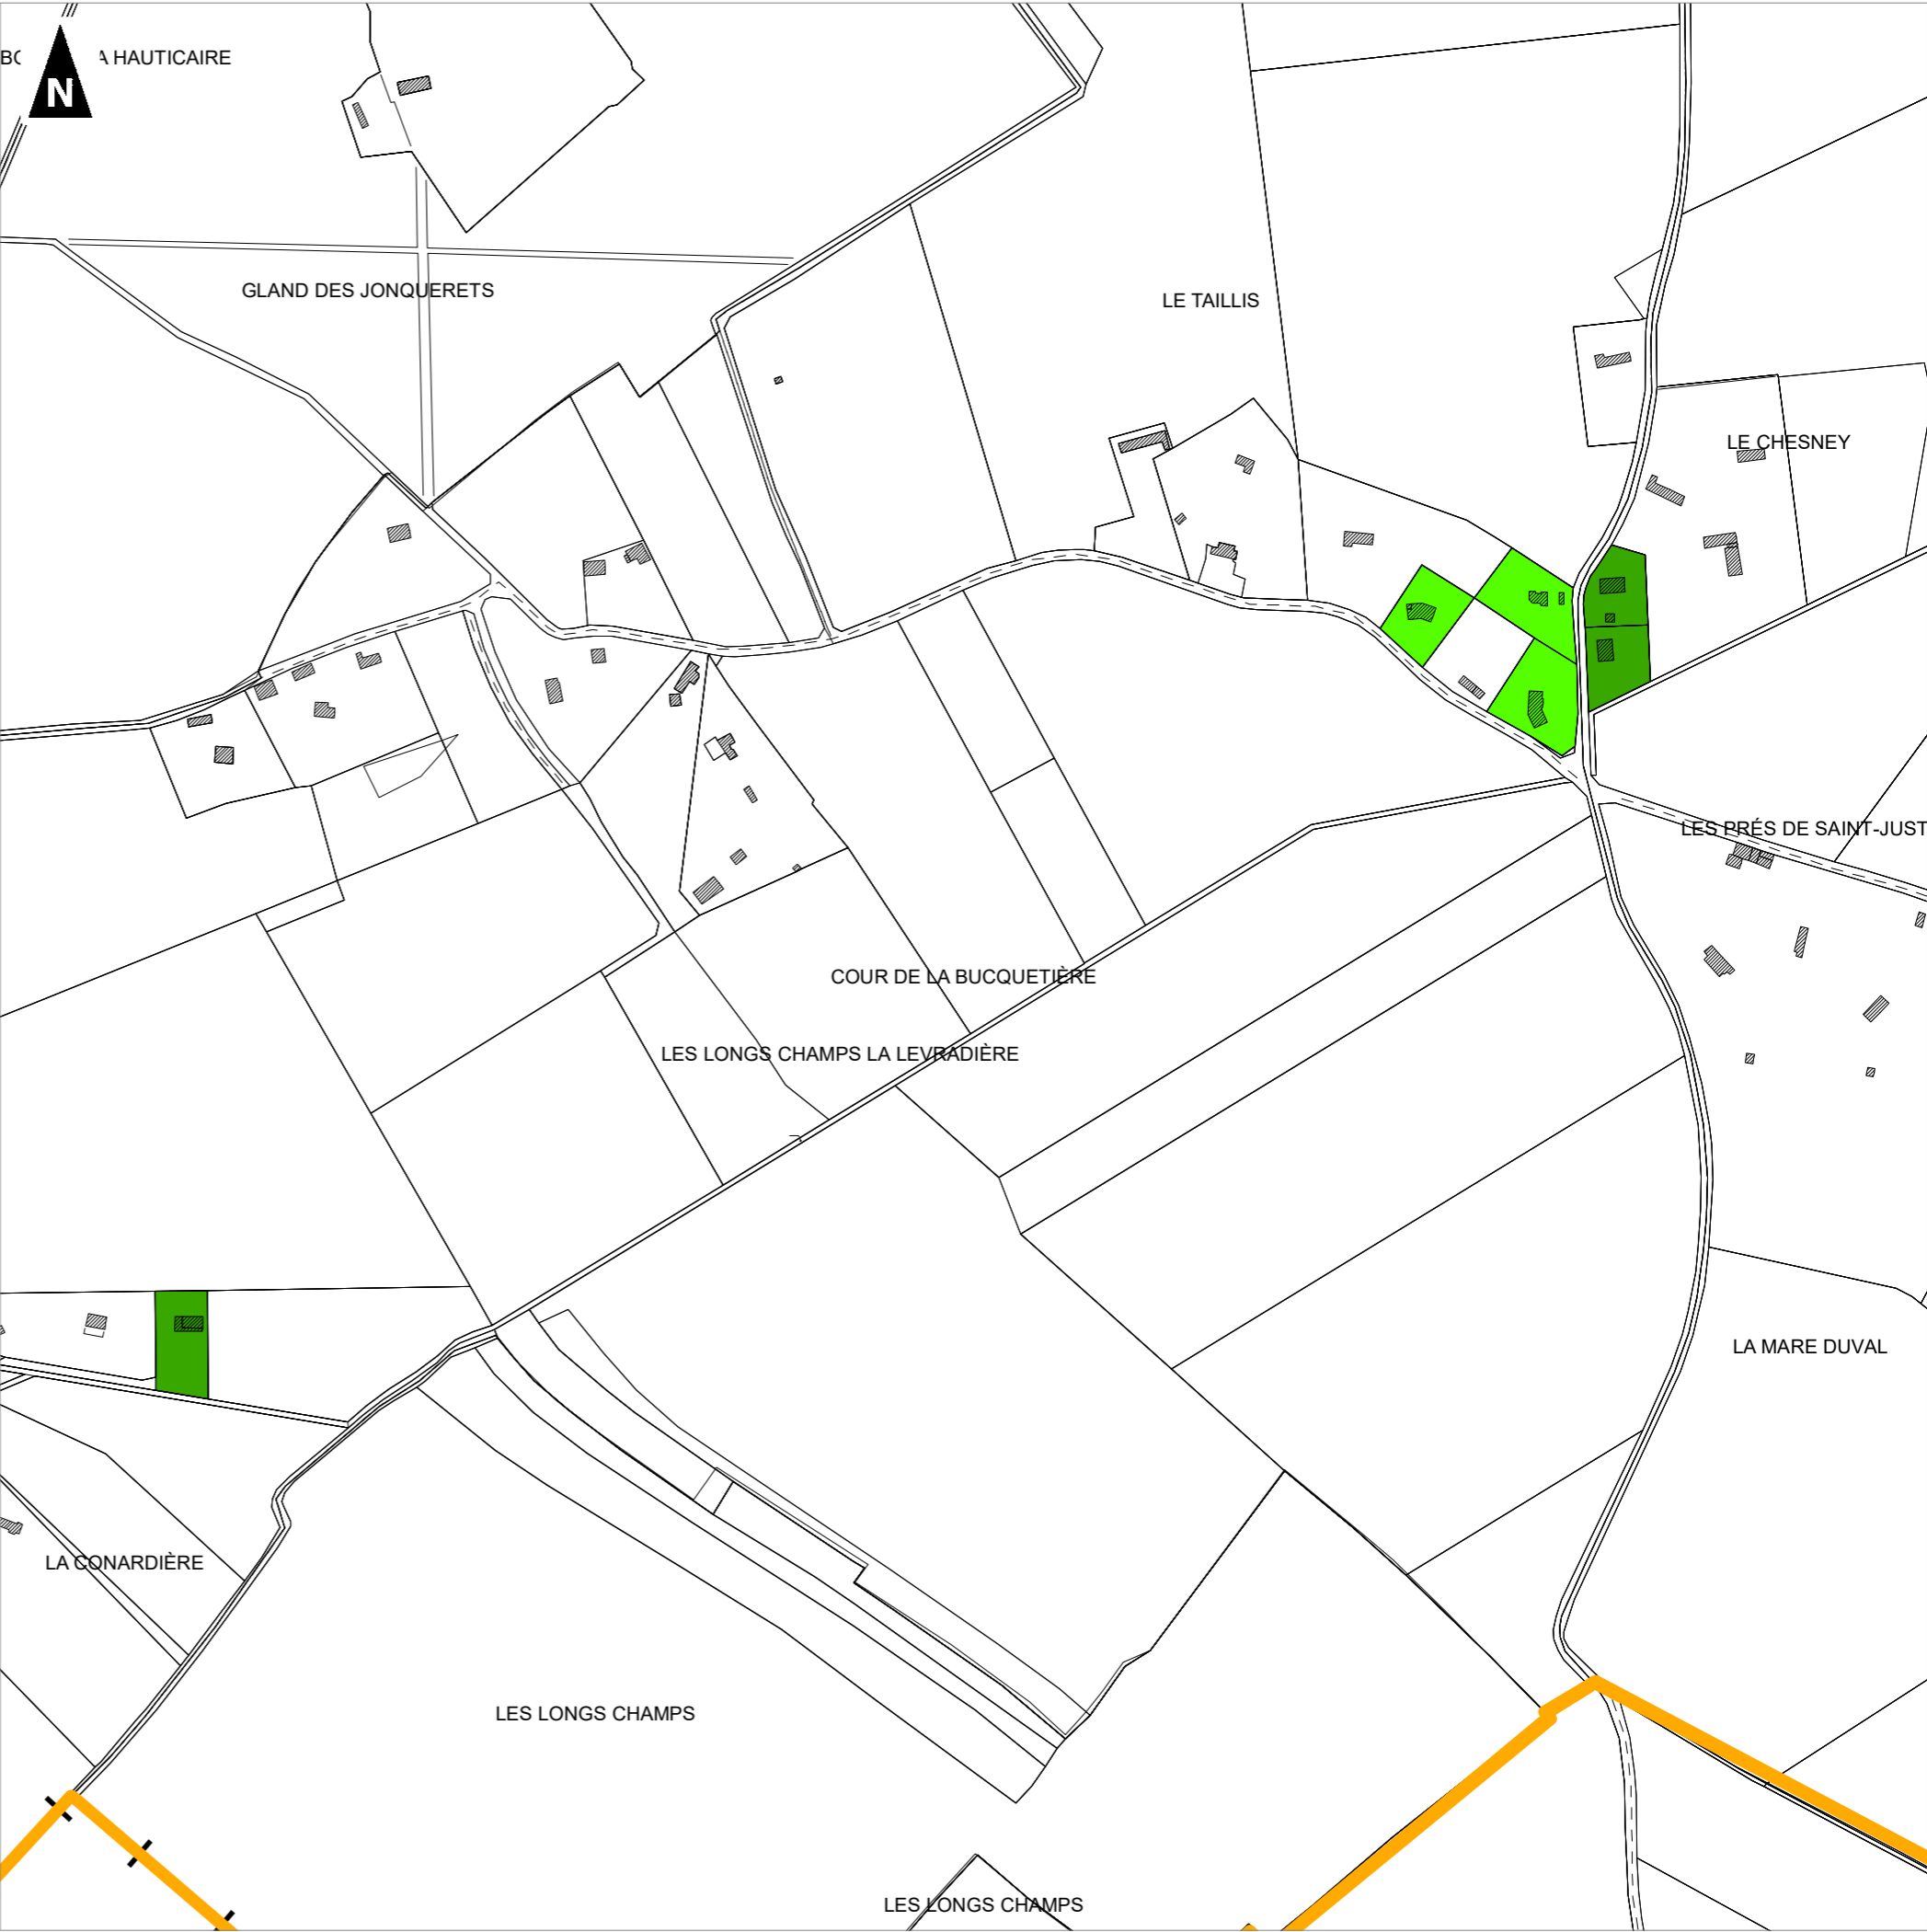 N
A HAUTICAIRE
GLAND DES JONQUERETS
LE TAILLIS
LE CHESNEY
LES PRÉS DE SAINT-JUST
COUR DE LA BUCQUETIÈRE
LES LONGS CHAMPS LA LEVRADIÈRE
LA MARE DUVAL
LA CONARDIÈRE
LES LONGS CHAMPS
LES LONGS CHAMPS